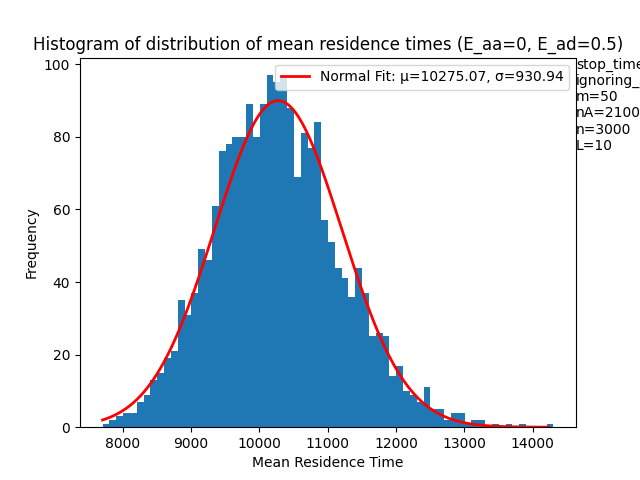 Histogram of distribution of mean residence times (E_aa=0, E_ad=0.5)
Normal Fit: μ=10275.07, σ=930.94
stop_time
ignoring_
m=50
nA=2100
n=3000
L=10
Frequency
100
80
60
40
20
0
8000 9000 10000 11000 12000 13000 14000
Mean Residence Time